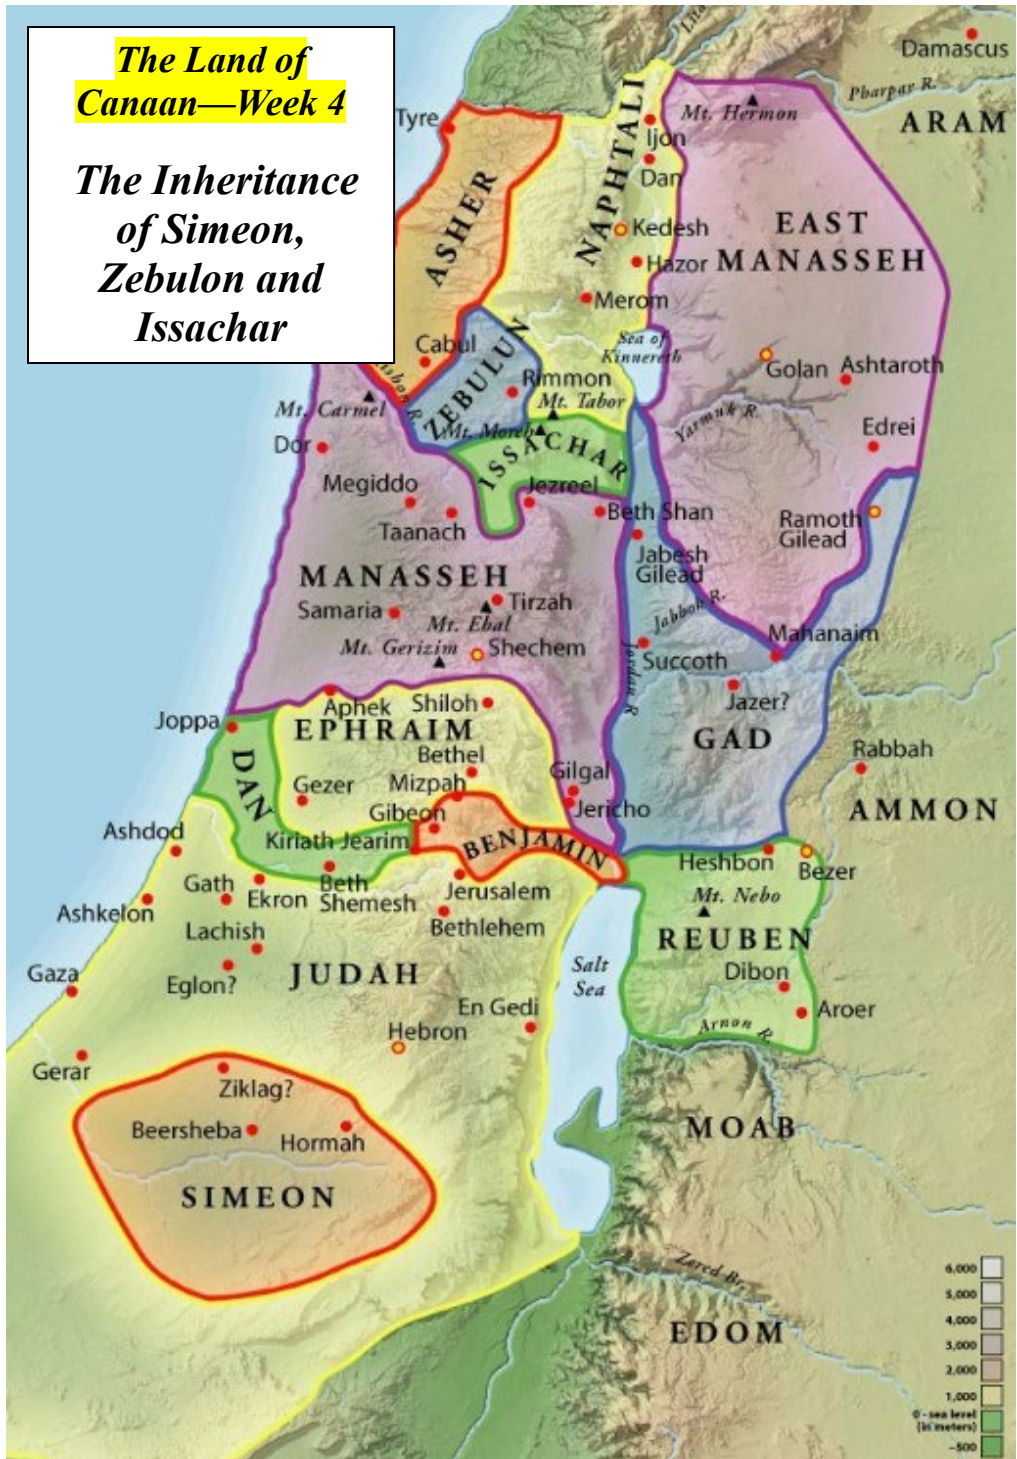 The Land of
Canaan—Week 4
The Inheritance
of Simeon,
Zebulon and
Issachar
Damascus
Pharpar R.
ARAM
Tyre
Mt. Hermon
Ijon
Dan
NAPHTALI
ASHER
Kedesh
EAST
MANASSEH
Hazor
Merom
Sea of
Kinnereth
Cabul
ZEBULUN
Rimmon
Golan
Ashtaroth
Mt. Carmel
Mt. Tabor
Yarmuk R.
Mt. Moreh
Edrei
Dor
ISSACHAR
Megiddo
Jezreel
Taanach
Beth Shan
Ramoth
Gilead
Jabesh
Gilead
MANASSEH
Samaria
Tirzah
Mt. Ebal
Jabbok R.
Mt. Gerizim
Shechem
Mahanaim
Succoth
Jordan R
Jazer?
Joppa
Aphek
Shiloh
EPHRAIM
GAD
DAN
Bethel
Rabbah
Gezer
Mizpah
Gilgal
AMMON
Gibeon
Jericho
Ashdod
Kiriath Jearim
BENJAMIN
Heshbon
Bezer
Gath
Ekron
Beth
Shemesh
Jerusalem
Mt. Nebo
Ashkelon
Lachish
Bethlehem
REUBEN
Gaza
Eglon?
JUDAH
Salt
Sea
Dibon
En Gedi
Aroer
Hebron
Arnon R.
Gerar
Ziklag?
Beersheba
Hormah
MOAB
SIMEON
Zered Br.
EDOM
6,000
5,000
4,000
3,000
2,000
1,000
0 - sea level
(in meters)
-500